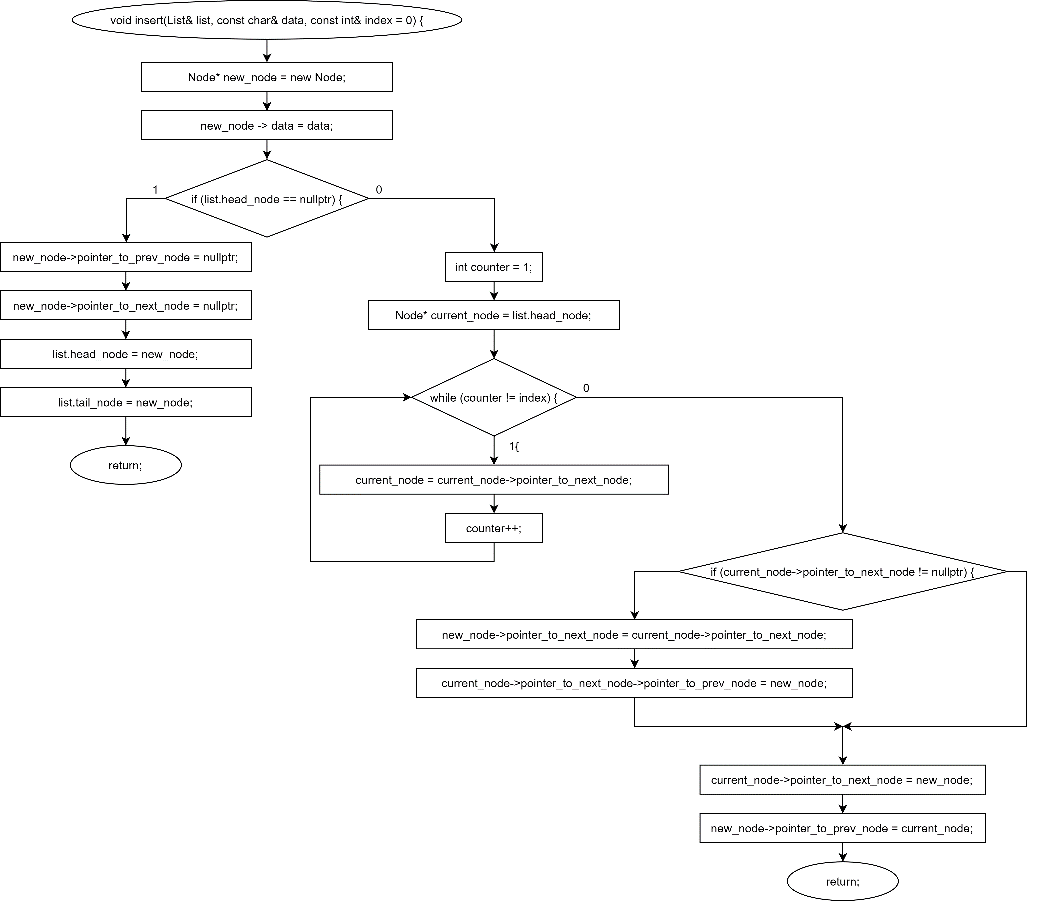 void insert(List& list, const char& data, const int& index = 0) {
Node* new_node = new Node;
new_node -> data = data;
if (list.head_node == nullptr) {
1
0
new_node->pointer_to_prev_node = nullptr;
new_node->pointer_to_next_node = nullptr;
list.head_node = new_node;
list.tail_node = new_node;
return;
int counter = 1;
Node* current_node = list.head_node;
while (counter != index) {
0
1{
current_node = current_node->pointer_to_next_node;
counter++;
if (current_node->pointer_to_next_node != nullptr) {
new_node->pointer_to_next_node = current_node->pointer_to_next_node;
current_node->pointer_to_next_node->pointer_to_prev_node = new_node;
current_node->pointer_to_next_node = new_node;
new_node->pointer_to_prev_node = current_node;
return;